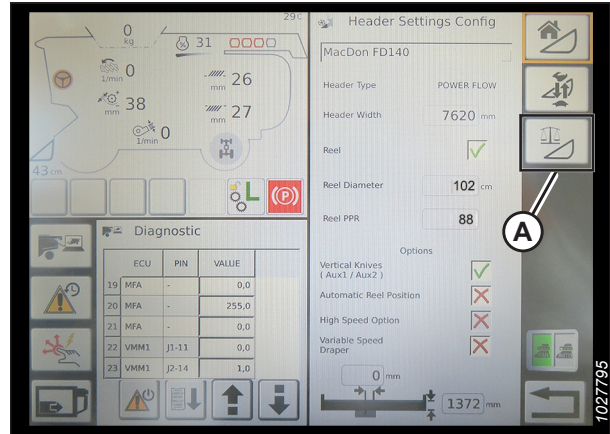 29c
0
kg
31
0
1/min
26
mm
38
mm
27
mm
0
1/min
43 cm
L
(P)
Diagnostic
ECU PIN VALUE
19 MFA - 0,0
20 MFA - 255,0
21 MFA - 0,0
22 VMM1 J1-11 0,0
23 VMM1 J2-14 1,0
Header Settings Config
MacDon FD140
Header Type POWER FLOW
Header Width 7620 mm
Reel
Reel Diameter 102 cm
Reel PPR 88
Options
Vertical Knives
( Aux1 / Aux2 )
Automatic Reel Position
High Speed Option
Variable Speed
Draper
0 mm
1372 mm
A
1027795